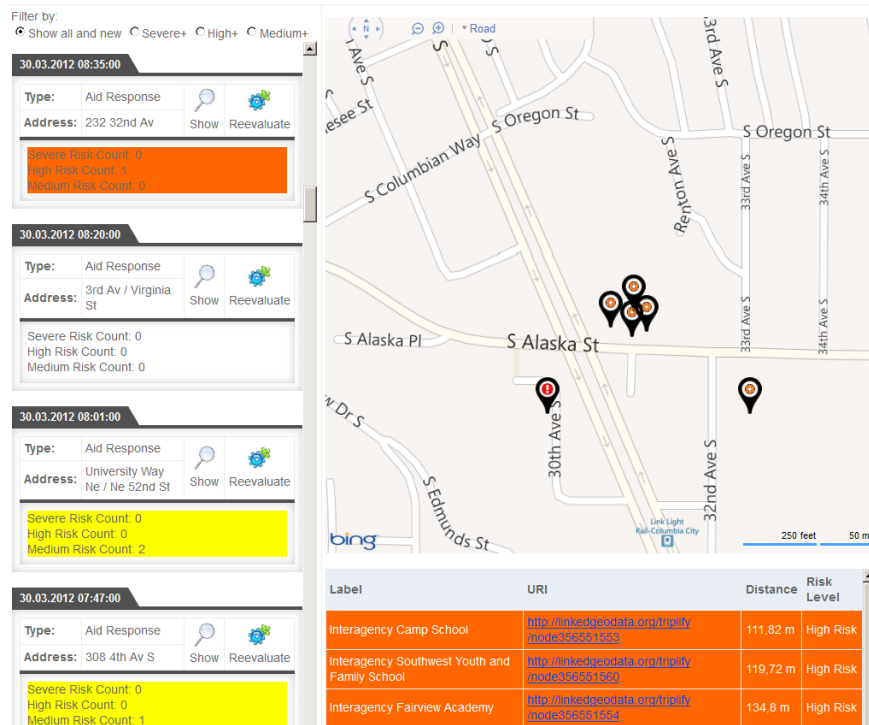 Filter by:
Show all and new Severe+ High+ Medium+
30.03.2012 08:35:00
Type: Aid Response
Address: 232 32nd Av
Show Reevaluate
Severe Risk Count: 0
High Risk Count: 1
Medium Risk Count: 0
30.03.2012 08:20:00
Type: Aid Response
Address: 3rd Av / Virginia
St
Show Reevaluate
Severe Risk Count: 0
High Risk Count: 0
Medium Risk Count: 0
30.03.2012 08:01:00
Type: Aid Response
Address: University Way
Ne / Ne 52nd St
Show Reevaluate
Severe Risk Count: 0
High Risk Count: 0
Medium Risk Count: 2
30.03.2012 07:47:00
Type: Aid Response
Address: 308 4th Av S
Show Reevaluate
Severe Risk Count: 0
High Risk Count: 0
Medium Risk Count: 1
N
Road
Ave S
S
S
3rd Ave S
esee St
S Oregon St
S Oregon St
S Columbian Way
Renton Ave S
33rd Ave S
34th Ave S
33rd Ave S
34th Ave S
S Alaska Pl
S Alaska St
w Dr S
30th Ave S
32nd Ave S
S Edmunds St
Link Light
Rail-Columbia City
bing
250 feet 50 m
Label URI Distance Risk
Level
Interagency Camp School http://linkedgeodata.org/triplify
/node356551553 111,82 m High Risk
Interagency Southwest Youth and
Family School http://linkedgeodata.org/triplify
/node356551560 119,72 m High Risk
Interagency Fairview Academy http://linkedgeodata.org/triplify
/node356551554 134,8 m High Risk